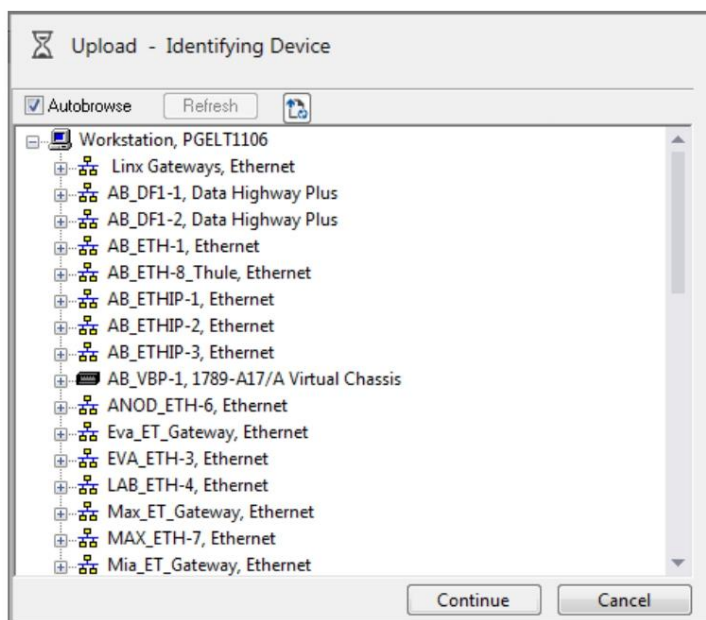 Upload - Identifying Device
Autobrowse Refresh
Workstation, PGELT1106
Linx Gateways, Ethernet
AB_DF1-1, Data Highway Plus
AB_DF1-2, Data Highway Plus
AB_ETH-1, Ethernet
AB_ETH-8_Thule, Ethernet
AB_ETHIP-1, Ethernet
AB_ETHIP-2, Ethernet
AB_ETHIP-3, Ethernet
AB_VBP-1, 1789-A17/A Virtual Chassis
ANOD_ETH-6, Ethernet
Eva_ET_Gateway, Ethernet
EVA_ETH-3, Ethernet
LAB_ETH-4, Ethernet
Max_ET_Gateway, Ethernet
MAX_ETH-7, Ethernet
Mia_ET_Gateway, Ethernet
Continue Cancel